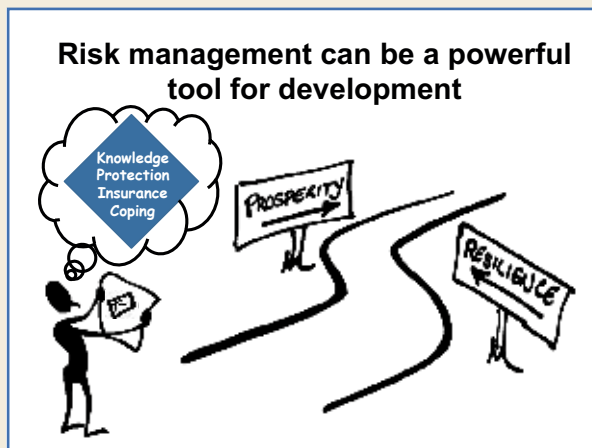 Risk management can be a powerful
tool for development
Knowledge
Protection
Insurance
Coping
PROSPERITY
RESILIENCE